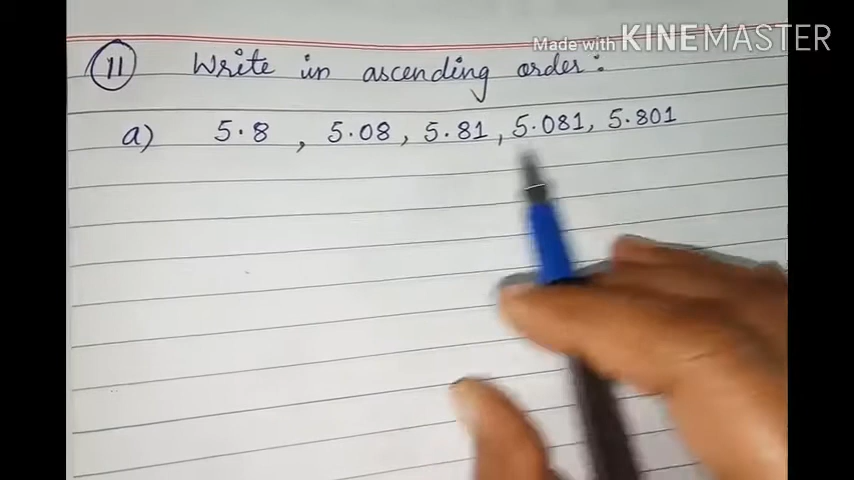 Made with KINEMASTER
11 Write in ascending order :
a) 5.8 , 5.08 , 5.81 , 5.081 , 5.801